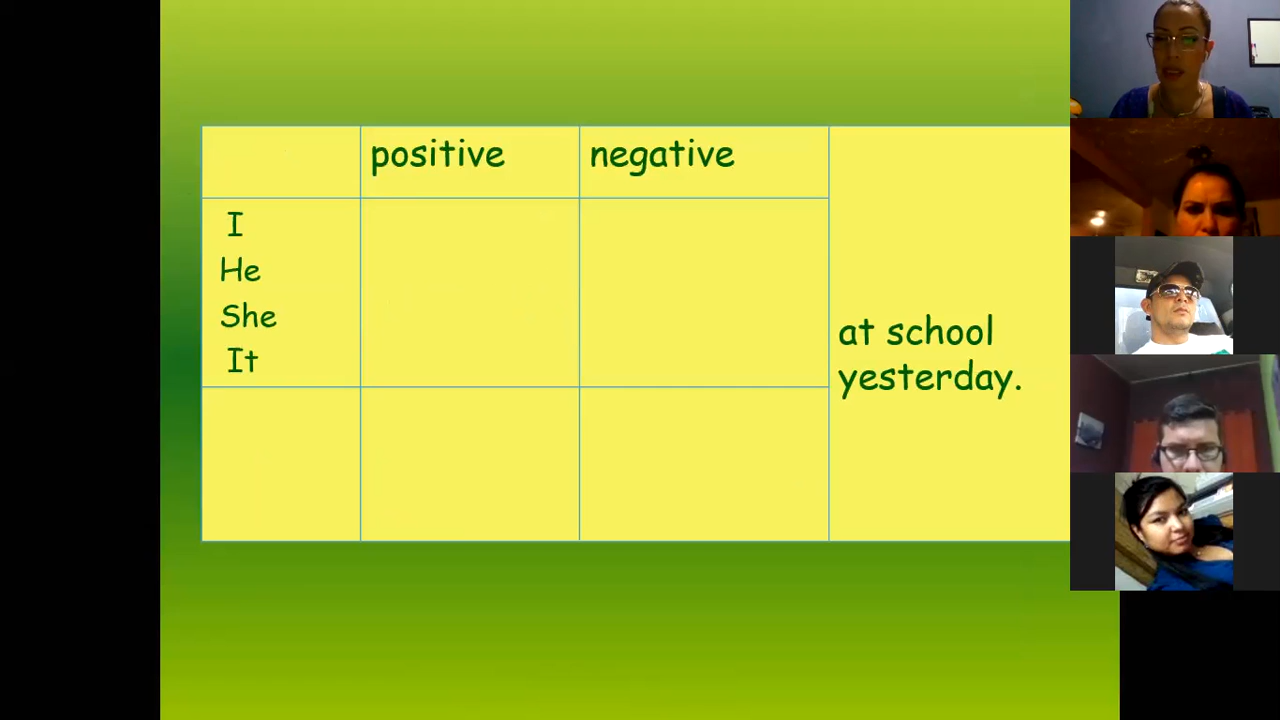 positive
negative
I
He
She
It
at school
yesterday.